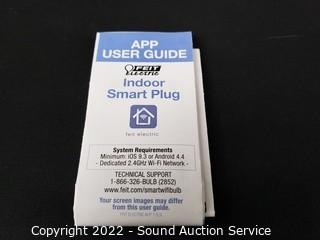 APP
USER GUIDE
FEIT
Electric
Indoor
Smart Plug
feit electric
System Requirements
Minimum: iOS 9.3 or Android 4.4
- Dedicated 2.4GHz Wi-Fi Network -
TECHNICAL SUPPORT
1-866-326-BULB (2852)
www.feit.com/smartwifibulb
Your screen images may differ
from this user guide.
Copyright 2022 - Sound Auction Service